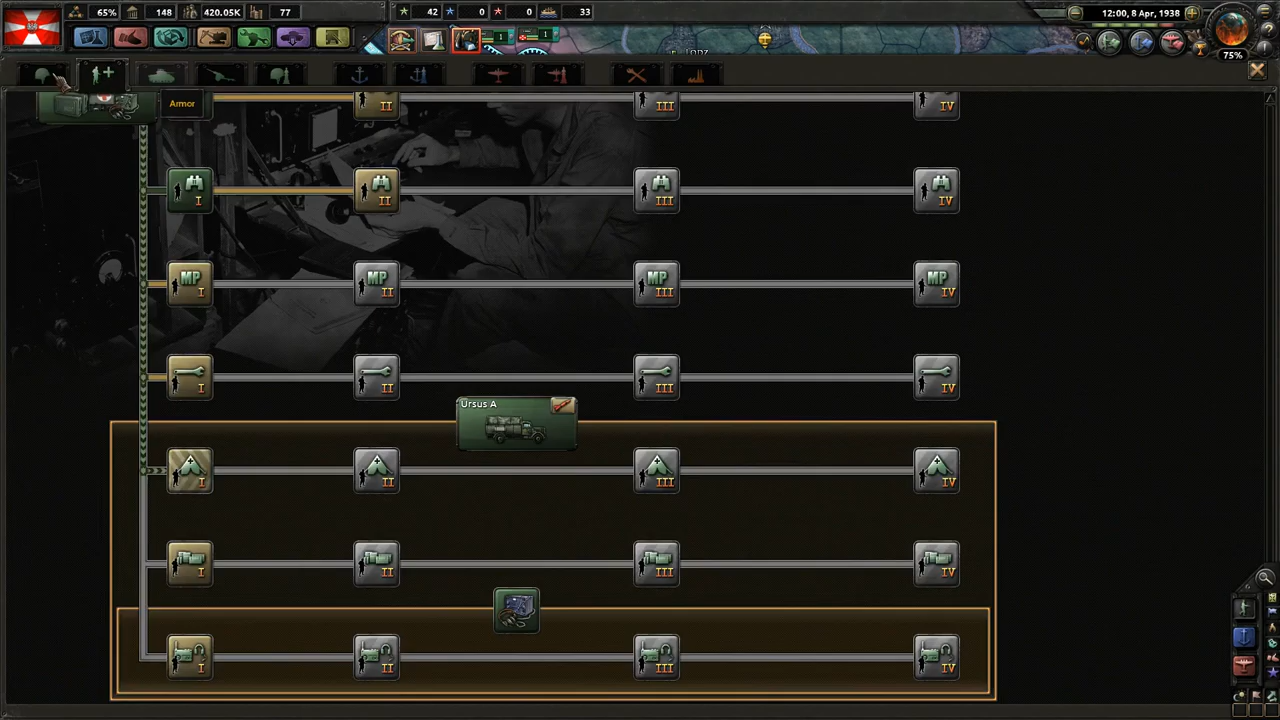 65% 148 420.05K 77 42 0 0 33 12:00, 8 Apr, 1938
1 1
75%
Armor
II III IV
I II III IV
MP I MP II MP III MP IV
I II III IV
Ursus A
I II III IV
I II III IV
I II III IV